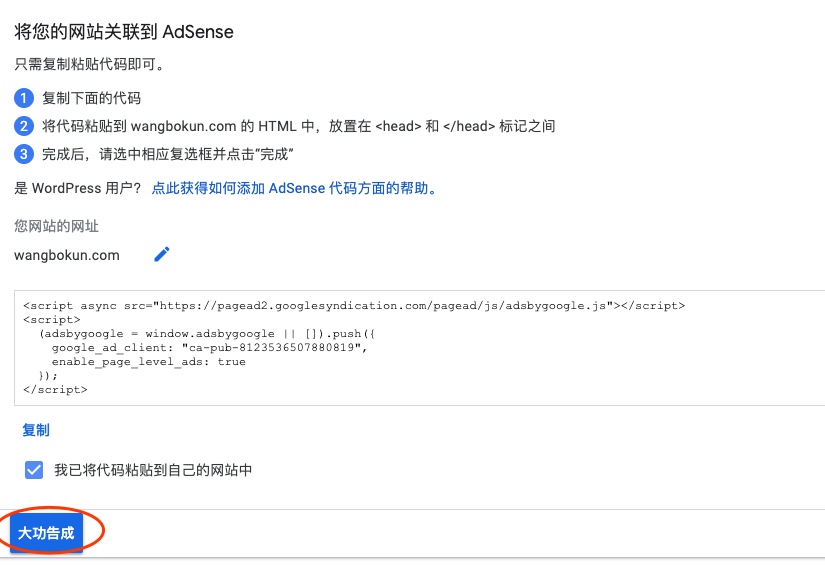 将您的网站关联到 AdSense
只需复制粘贴代码即可。
1 复制下面的代码
2 将代码粘贴到 wangbokun.com 的 HTML 中，放置在 <head> 和 </head> 标记之间
3 完成后，请选中相应复选框并点击“完成”
是 WordPress 用户？ 点此获得如何添加 AdSense 代码方面的帮助。
您网站的网址
wangbokun.com
<script async src="https://pagead2.googlesyndication.com/pagead/js/adsbygoogle.js"></script>
<script>
(adsbygoogle = window.adsbygoogle || []).push({
google_ad_client: "ca-pub-8123536507880819",
enable_page_level_ads: true
});
</script>
复制
我已将代码粘贴到自己的网站中
大功告成